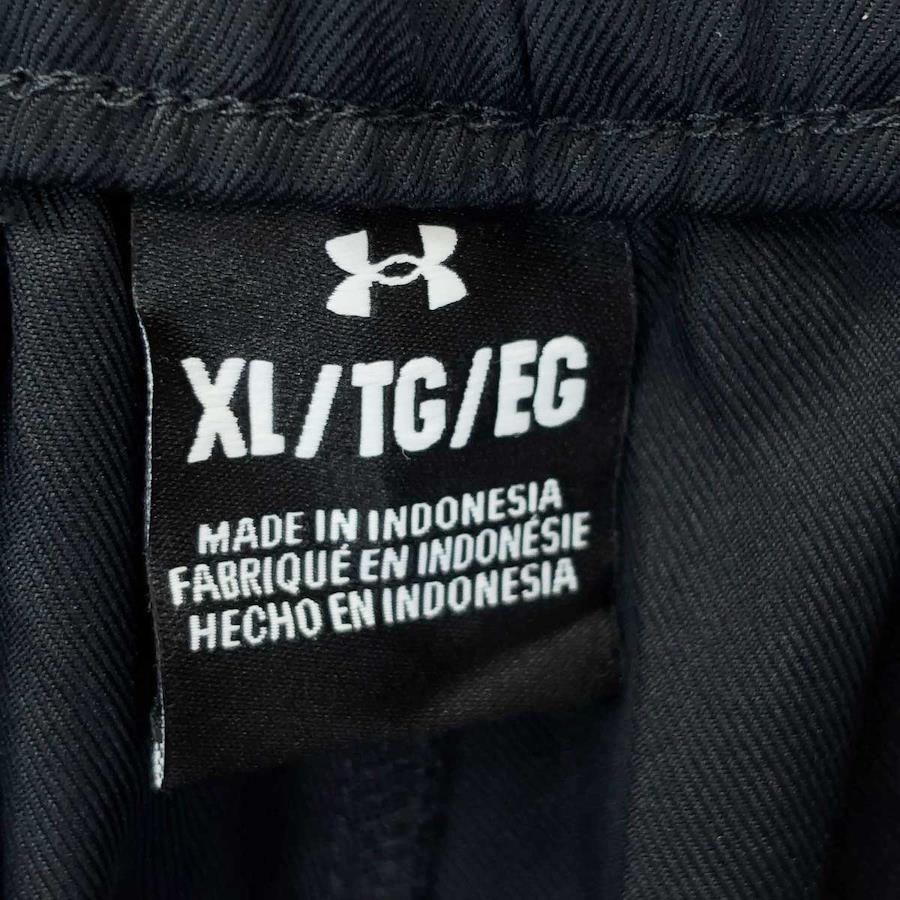 XL/TG/EG
MADE IN INDONESIA
FABRIQUÉ EN INDONÉSIE
HECHO EN INDONESIA